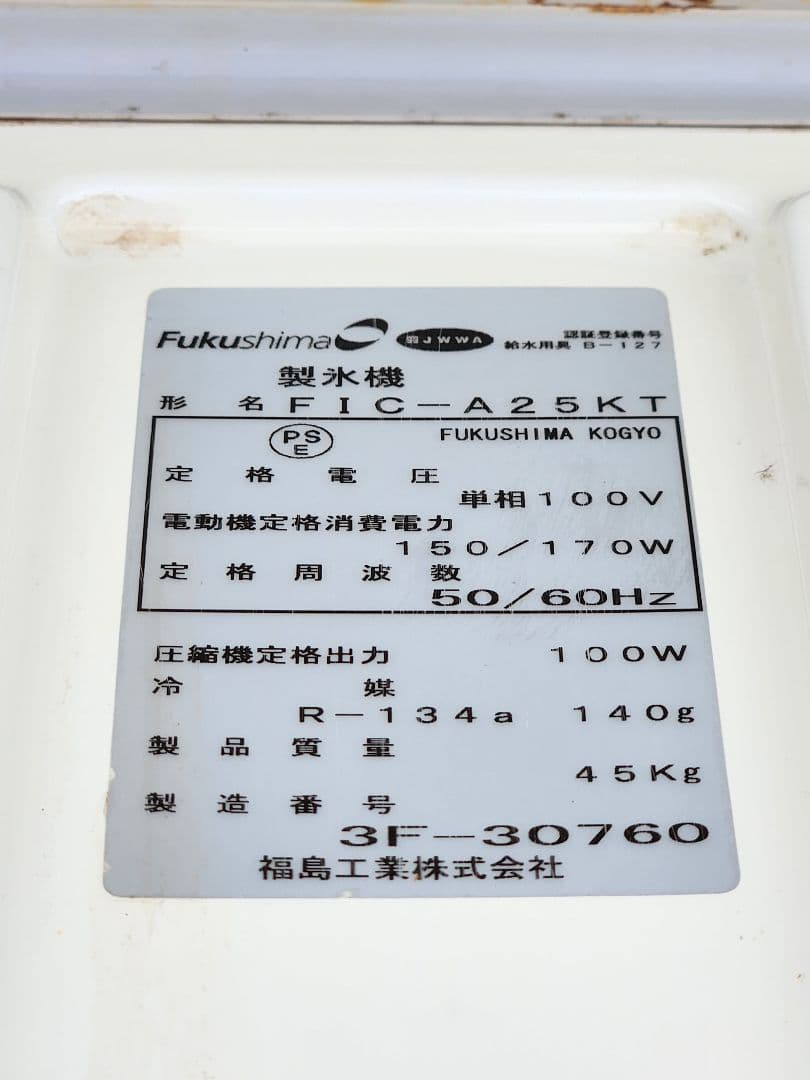 Fukushima JWWA 認証登録番号
給水用具 B-127
製氷機
形名 FIC-A25KT
PSE FUKUSHIMA KOGYO
定格電圧
単相100V
電動機定格消費電力
150/170W
定格周波数
50/60Hz
圧縮機定格出力 100W
冷媒
R-134a 140g
製品質量
45Kg
製造番号
3F-30760
福島工業株式会社